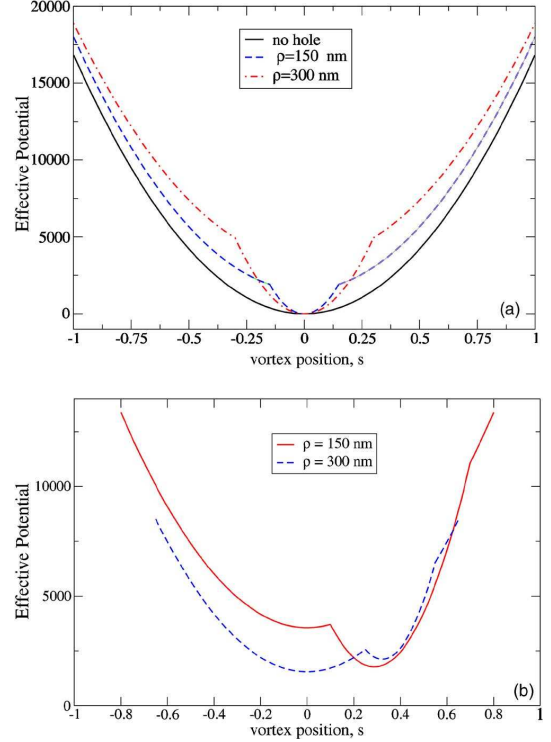 20000
15000
10000
5000
0
Effective Potential
no hole
ρ=150 nm
ρ=300 nm
(a)
-1 -0.75 -0.5 -0.25 0 0.25 0.5 0.75 1
vortex position, s
10000
5000
0
Effective Potential
ρ = 150 nm
ρ = 300 nm
(b)
-1 -0.8 -0.6 -0.4 -0.2 0 0.2 0.4 0.6 0.8 1
vortex position, s